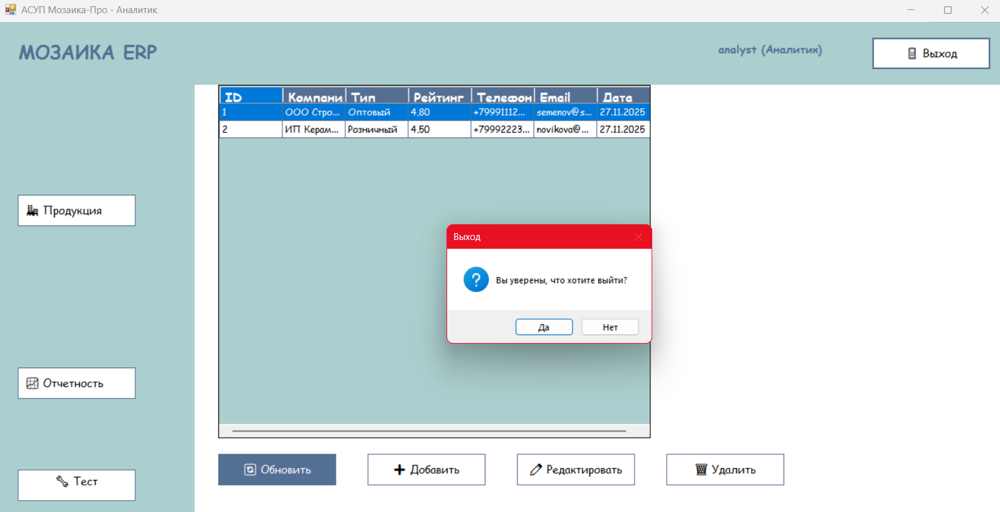 АСУП Мозаика-Про - Аналитик
МОЗАИКА ERP
analyst (Аналитик)
Выход
ID Компани Тип Рейтинг Телефон Email Дата
1 ООО Стро... Оптовый 4,80 +79991112... semenov@s... 27.11.2025
2 ИП Керам... Розничный 4,50 +79992223... novikova@... 27.11.2025
Продукция
Отчетность
Тест
Выход
Вы уверены, что хотите выйти?
Да Нет
Обновить Добавить Редактировать Удалить